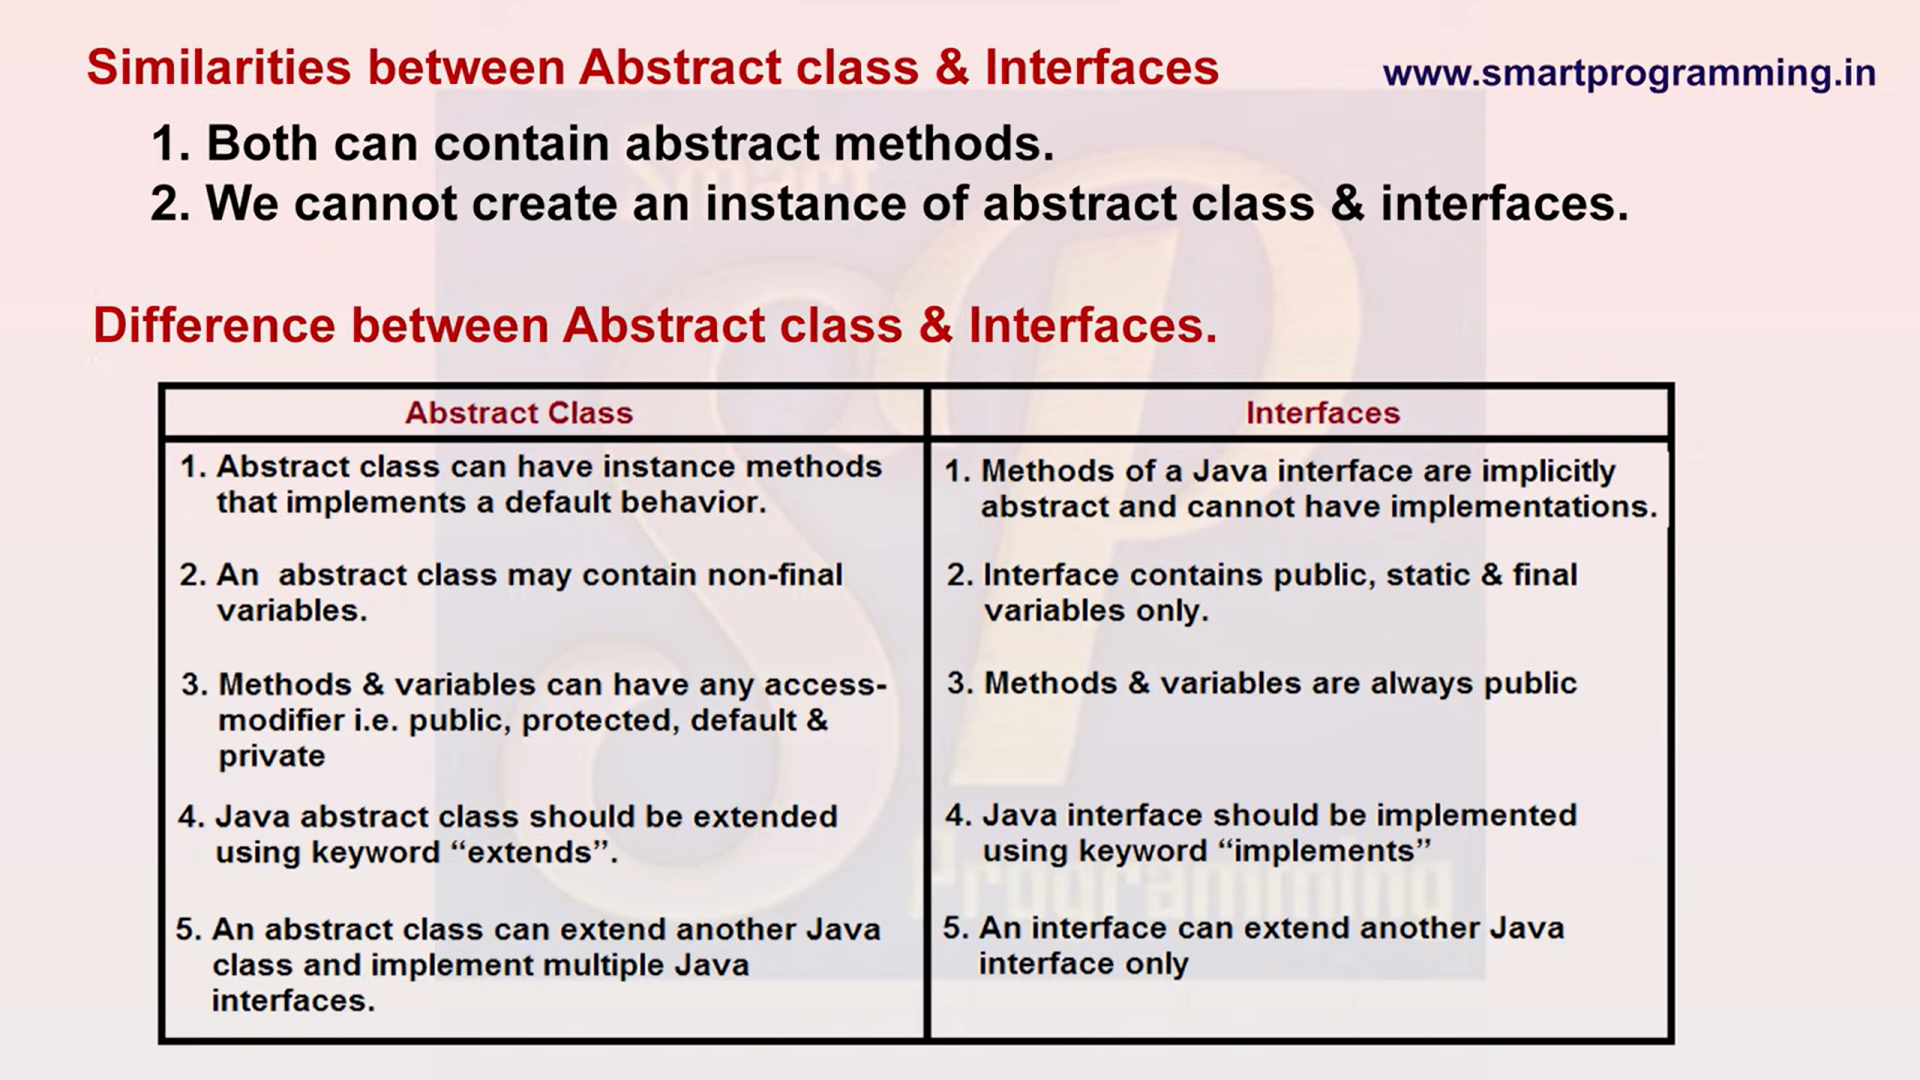 Similarities between Abstract class & Interfaces
www.smartprogramming.in
1. Both can contain abstract methods.
2. We cannot create an instance of abstract class & interfaces.
Difference between Abstract class & Interfaces.
Abstract Class
1. Abstract class can have instance methods
that implements a default behavior.
2. An abstract class may contain non-final
variables.
3. Methods & variables can have any access-
modifier i.e. public, protected, default &
private
4. Java abstract class should be extended
using keyword “extends”.
5. An abstract class can extend another Java
class and implement multiple Java
interfaces.
Interfaces
1. Methods of a Java interface are implicitly
abstract and cannot have implementations.
2. Interface contains public, static & final
variables only.
3. Methods & variables are always public
4. Java interface should be implemented
using keyword “implements”
5. An interface can extend another Java
interface only
Smart
SP
Programming